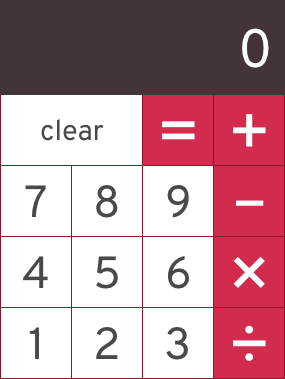 0
clear = +
7 8 9 −
4 5 6 ×
1 2 3 ÷